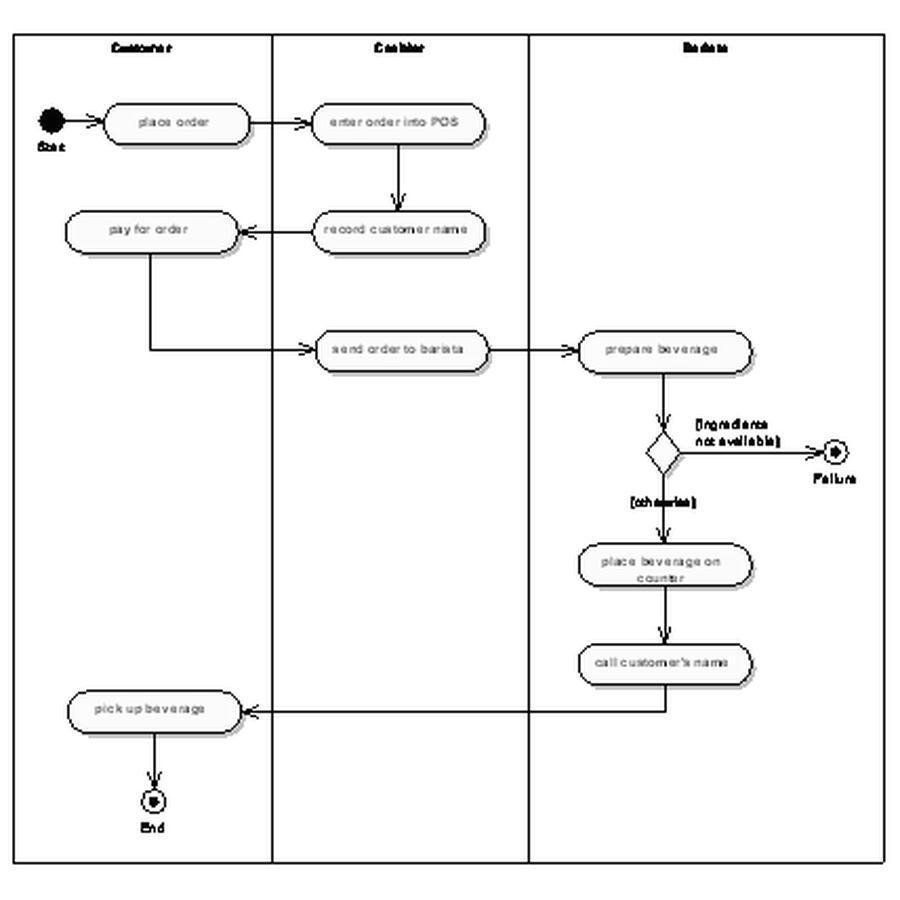 Customer
Cashier
Barista
place order
enter order into POS
Start
pay for order
record customer name
send order to barista
prepare beverage
[ingredients
not available]
Failure
[otherwise]
place beverage on
counter
call customer's name
pick up beverage
End